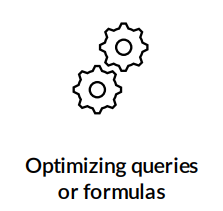 Optimizing queries
or formulas